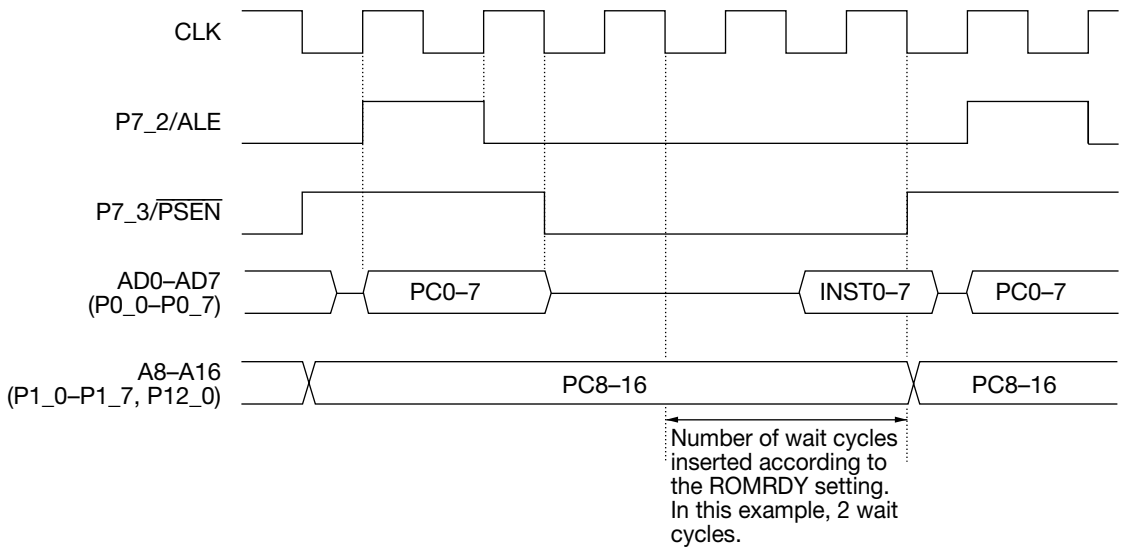 CLK
P7_2/ALE
P7_3/PSEN
AD0–AD7
(P0_0–P0_7)
PC0–7
INST0–7
PC0–7
A8–A16
(P1_0–P1_7, P12_0)
PC8–16
PC8–16
Number of wait cycles
inserted according to
the ROMRDY setting.
In this example, 2 wait
cycles.